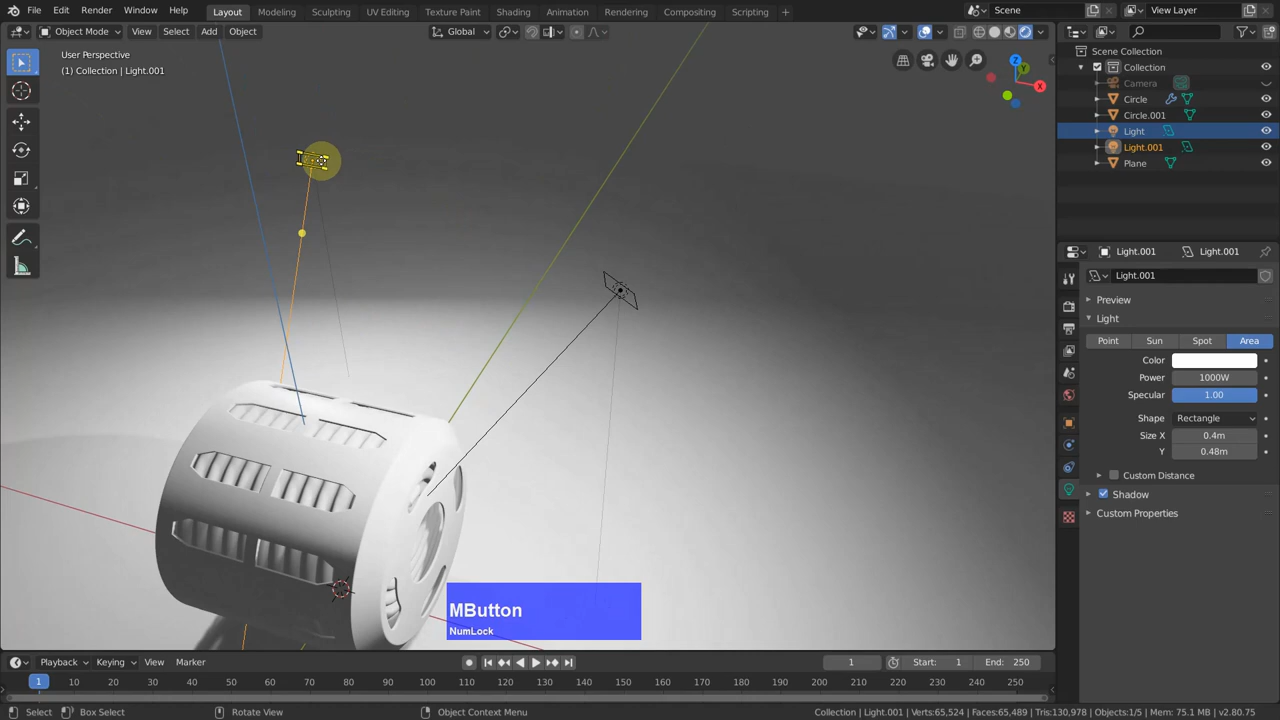 File Edit Render Window Help Layout Modeling Sculpting UV Editing Texture Paint Shading Animation Rendering Compositing Scripting + Scene View Layer
Object Mode View Select Add Object Global
User Perspective
(1) Collection | Light.001
Z
Y
X
Scene Collection
Collection
Camera
Circle
Circle.001
Light
Light.001
Plane
Light.001 Light.001
Light.001
Preview
Light
Point Sun Spot Area
Color
Power 1000W
Specular 1.00
Shape Rectangle
Size X 0.4m
Y 0.48m
Custom Distance
Shadow
Custom Properties
MButton
NumLock
Playback Keying View Marker 1 Start: 1 End: 250
1 10 20 30 40 50 60 70 80 90 100 110 120 130 140 150 160 170 180 190 200 210 220 230 240 250
Select Box Select Rotate View Object Context Menu Collection | Light.001 | Verts:65,524 | Faces:65,489 | Tris:130,978 | Objects:1/5 | Mem: 75.1 MB | v2.80.75